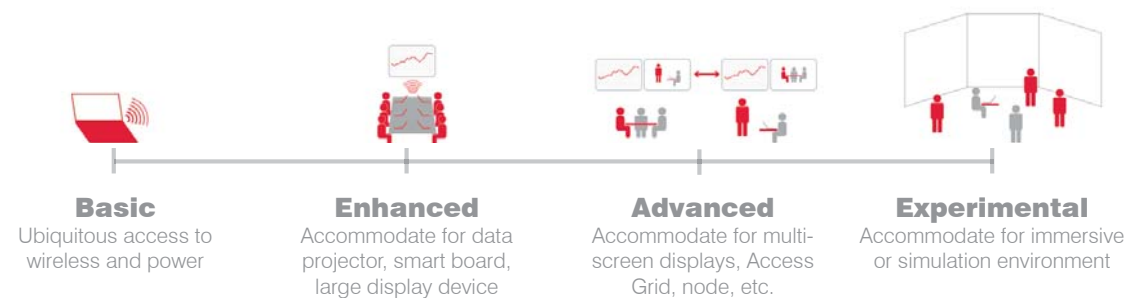 Basic
Ubiquitous access to
wireless and power
Enhanced
Accommodate for data
projector, smart board,
large display device
Advanced
Accommodate for multi-
screen displays, Access
Grid, node, etc.
Experimental
Accommodate for immersive
or simulation environment